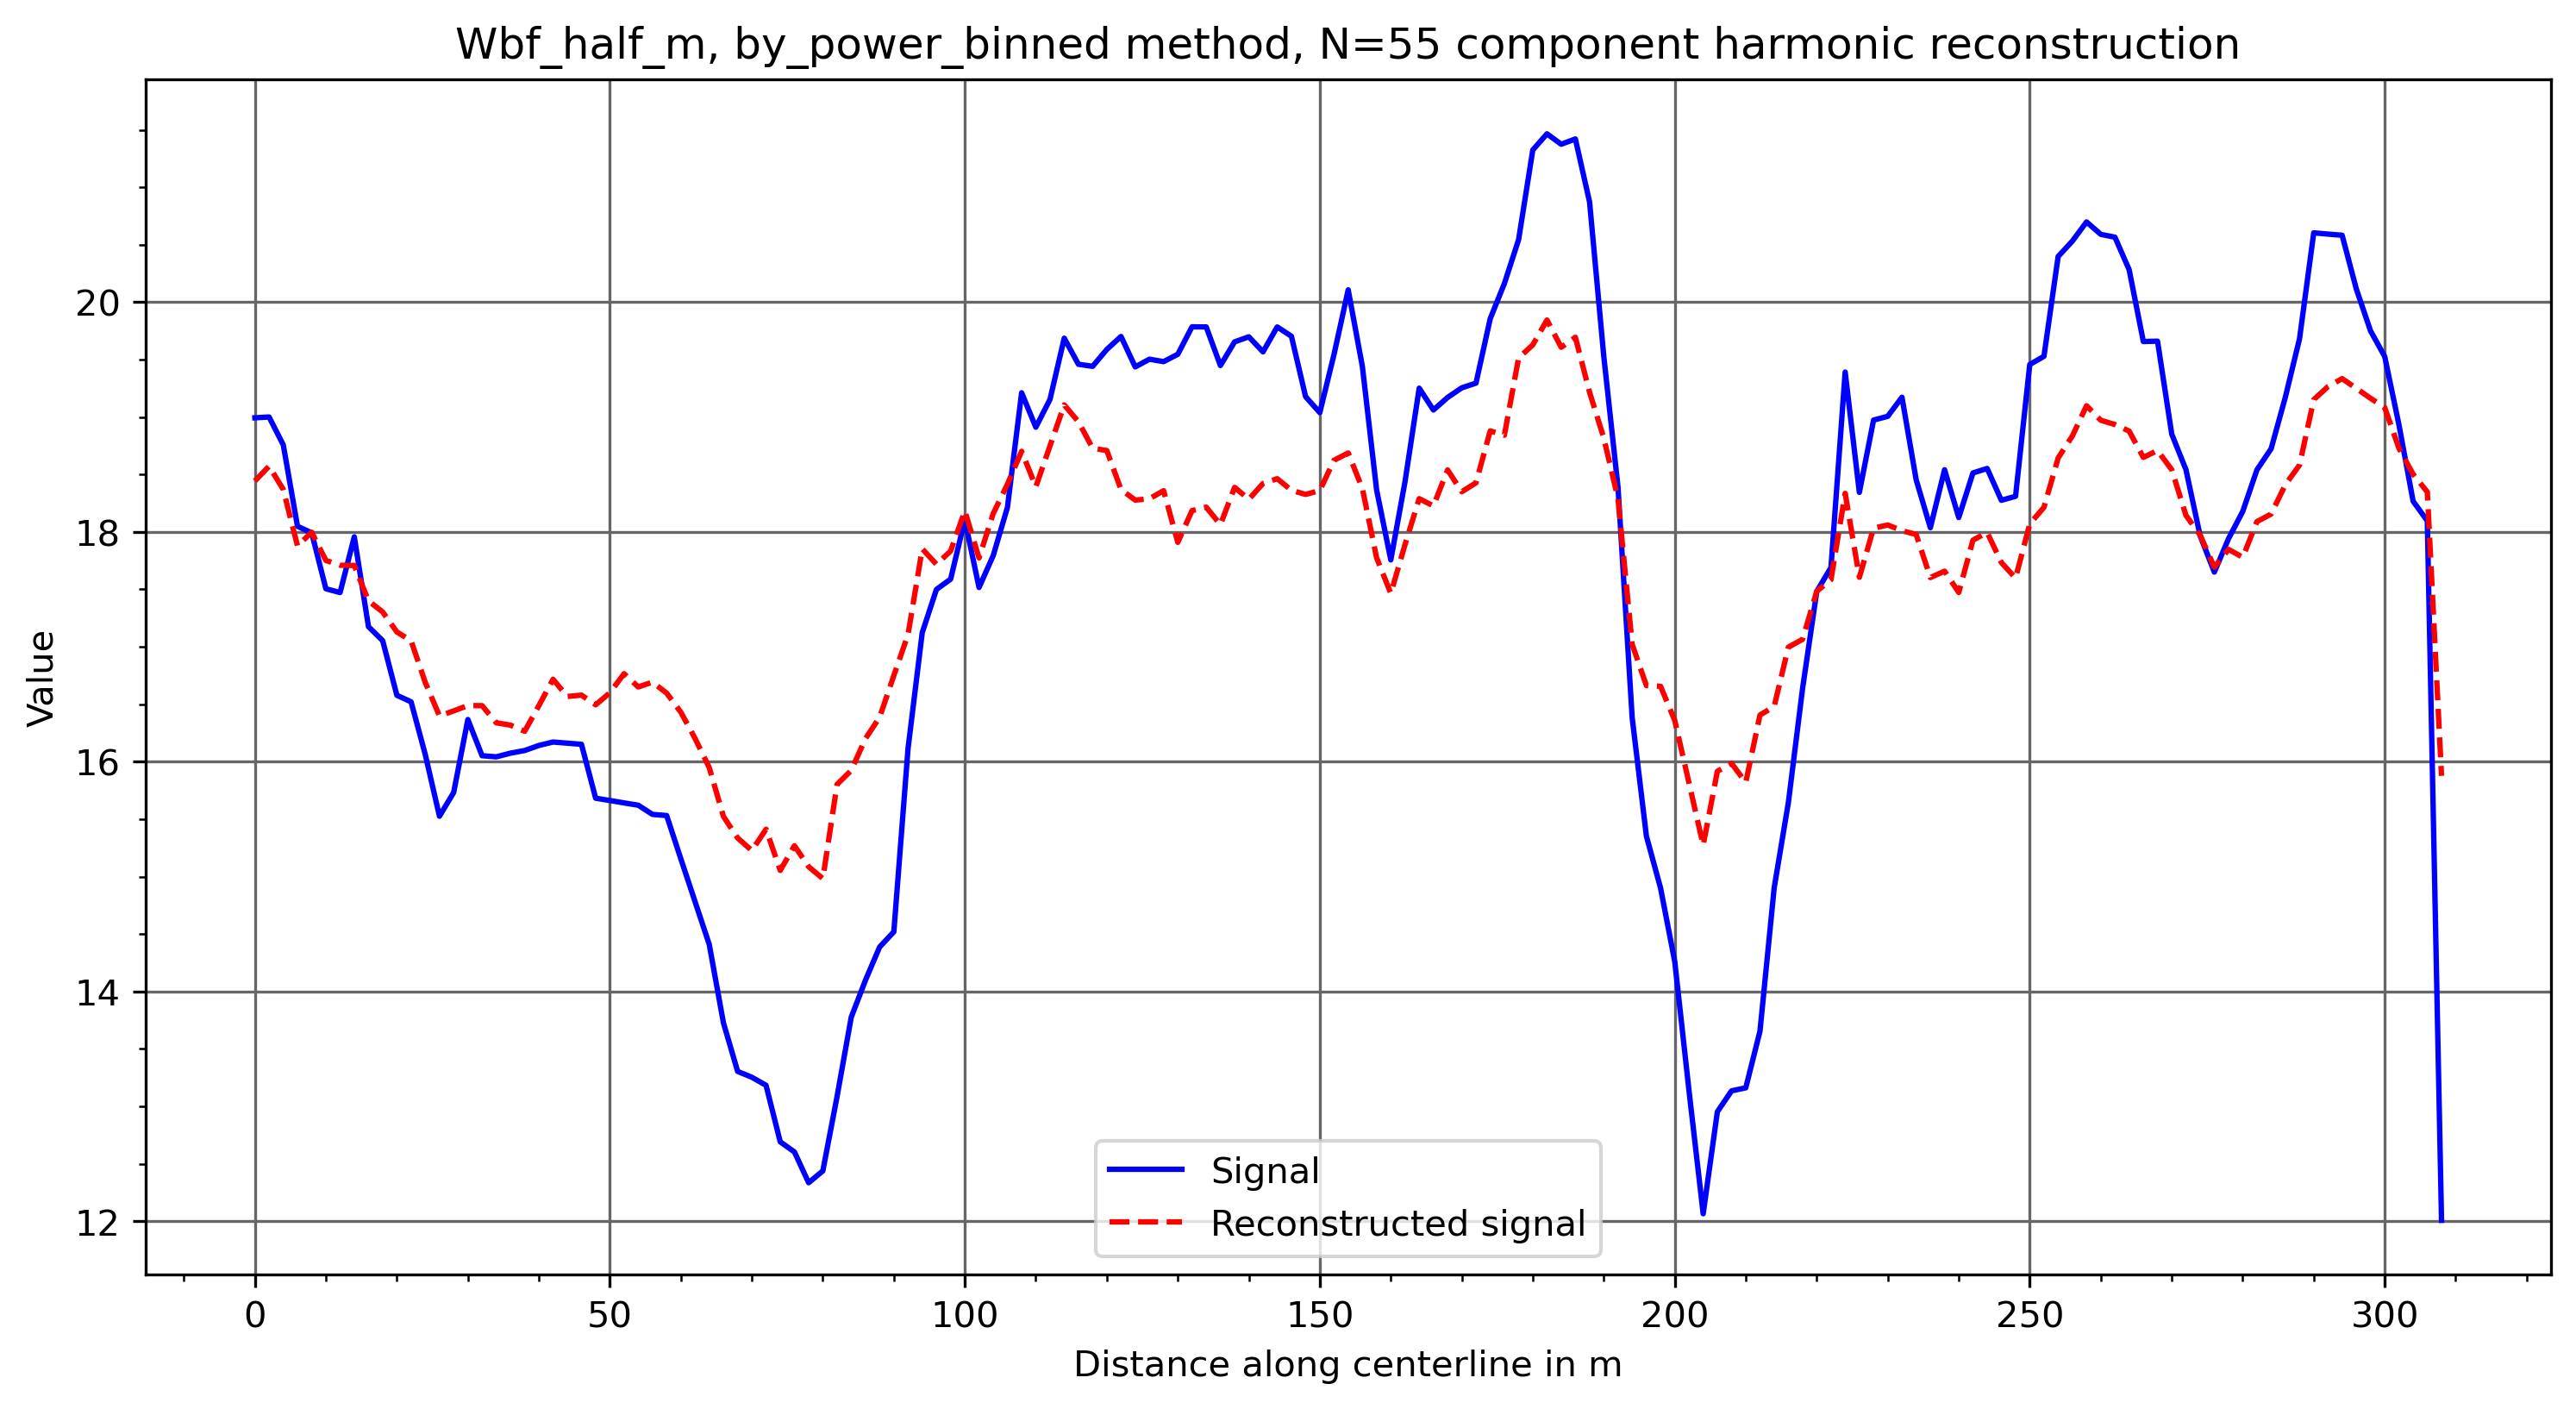 Wbf_half_m, by_power_binned method, N=55 component harmonic reconstruction
Value
20
18
16
14
12
Signal
Reconstructed signal
0 50 100 150 200 250 300
Distance along centerline in m